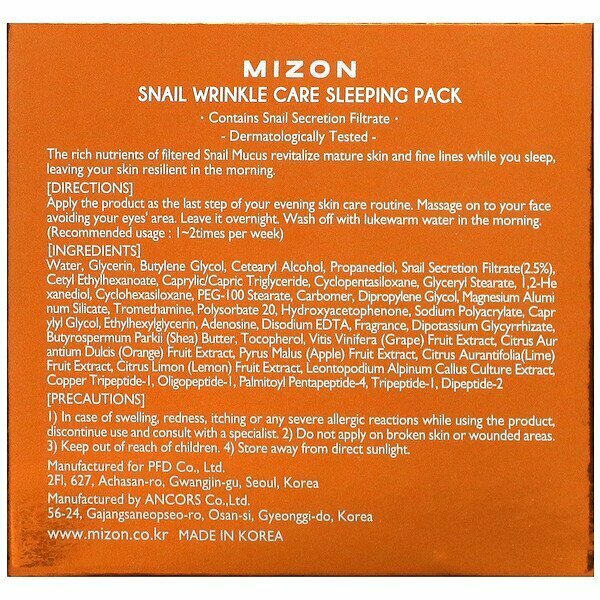 MIZON
SNAIL WRINKLE CARE SLEEPING PACK
· Contains Snail Secretion Filtrate ·
- Dermatologically Tested -
The rich nutrients of filtered Snail Mucus revitalize mature skin and fine lines while you sleep,
leaving your skin resilient in the morning.
[DIRECTIONS]
Apply the product as the last step of your evening skin care routine. Massage on to your face
avoiding your eyes' area. Leave it overnight. Wash off with lukewarm water in the morning.
(Recommended usage : 1~2times per week)
[INGREDIENTS]
Water, Glycerin, Butylene Glycol, Cetearyl Alcohol, Propanediol, Snail Secretion Filtrate(2.5%),
Cetyl Ethylhexanoate, Caprylic/Capric Triglyceride, Cyclopentasiloxane, Glyceryl Stearate, 1,2-He
xanediol, Cyclohexasiloxane, PEG-100 Stearate, Carbomer, Dipropylene Glycol, Magnesium Alumi
num Silicate, Tromethamine, Polysorbate 20, Hydroxyacetophenone, Sodium Polyacrylate, Capr
ylyl Glycol, Ethylhexylglycerin, Adenosine, Disodium EDTA, Fragrance, Dipotassium Glycyrrhizate,
Butyrospermum Parkii (Shea) Butter, Tocopherol, Vitis Vinifera (Grape) Fruit Extract, Citrus Aur
antium Dulcis (Orange) Fruit Extract, Pyrus Malus (Apple) Fruit Extract, Citrus Aurantifolia(Lime)
Fruit Extract, Citrus Limon (Lemon) Fruit Extract, Leontopodium Alpinum Callus Culture Extract,
Copper Tripeptide-1, Oligopeptide-1, Palmitoyl Pentapeptide-4, Tripeptide-1, Dipeptide-2
[PRECAUTIONS]
1) In case of swelling, redness, itching or any severe allergic reactions while using the product,
discontinue use and consult with a specialist. 2) Do not apply on broken skin or wounded areas.
3) Keep out of reach of children. 4) Store away from direct sunlight.
Manufactured for PFD Co., Ltd.
2Fl, 627, Achasan-ro, Gwangjin-gu, Seoul, Korea
Manufactured by ANCORS Co.,Ltd.
56-24, Gajangsaneopseo-ro, Osan-si, Gyeonggi-do, Korea
www.mizon.co.kr MADE IN KOREA